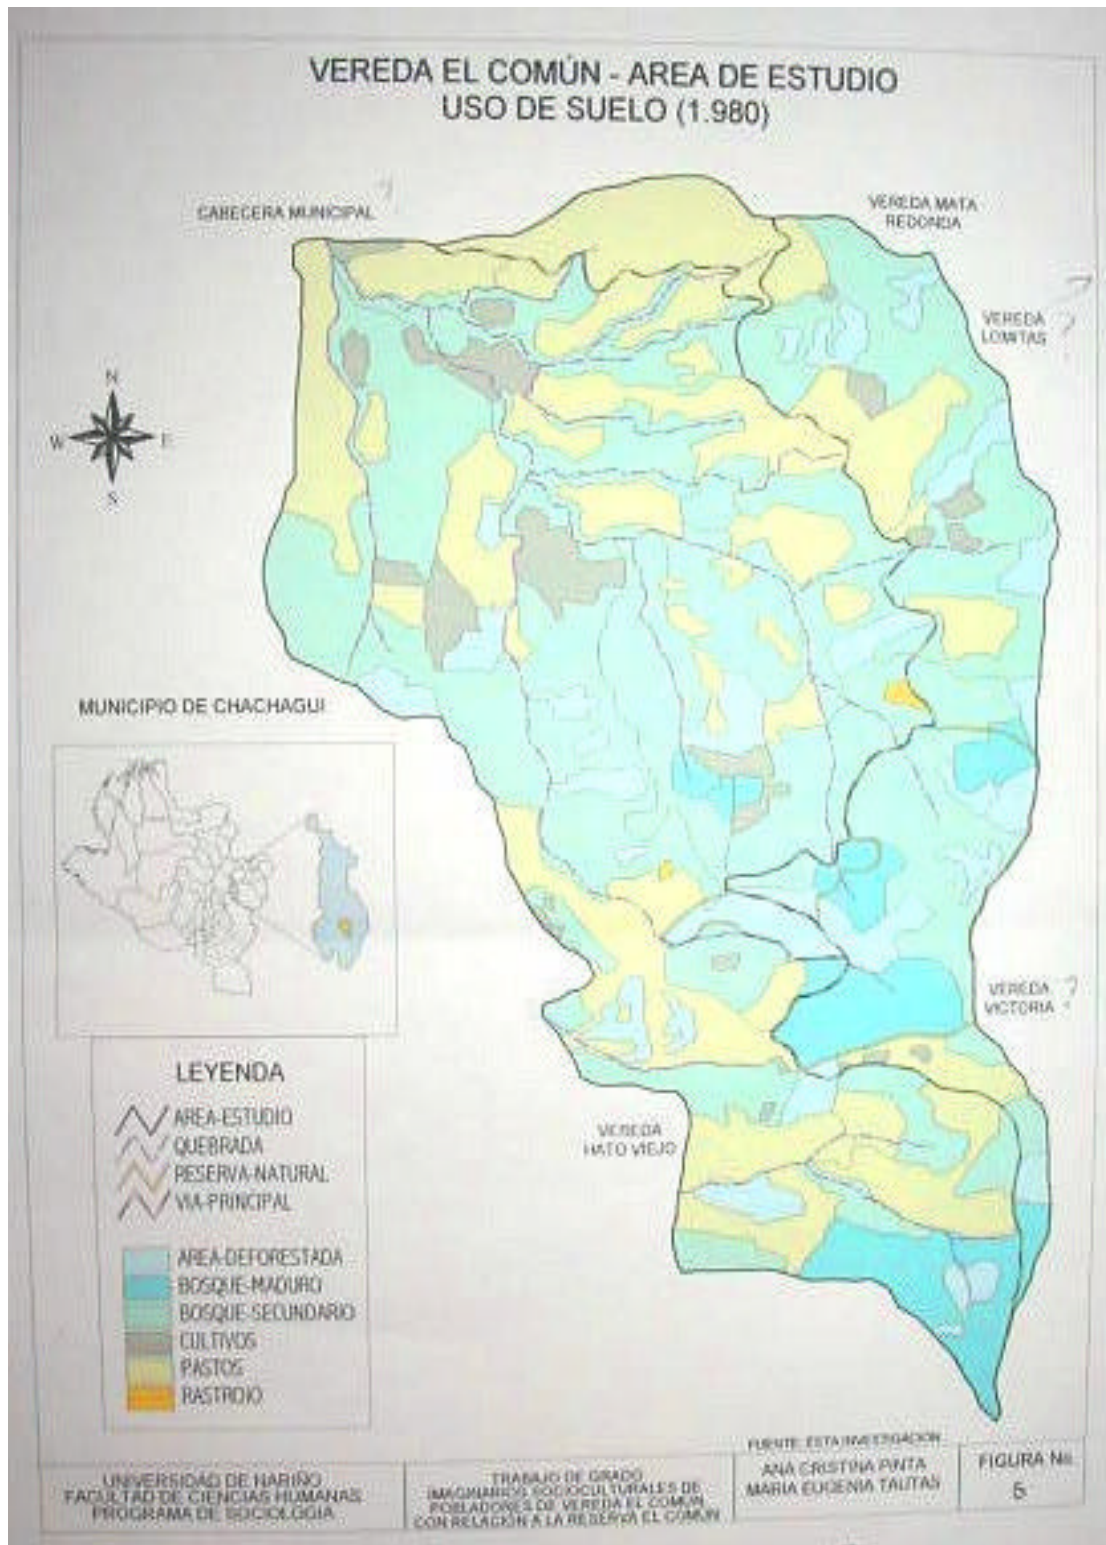 VEREDA EL COMÚN - AREA DE ESTUDIO
USO DE SUELO (1.980)
CABECERA MUNICIPAL ?
VEREDA MATA
REDONDA
VEREDA
LOMITAS ?
?
N
W E
S
MUNICIPIO DE CHACHAGUI
VEREDA ?
VICTORIA
VEREDA
HATO VIEJO
LEYENDA
AREA-ESTUDIO
QUEBRADA
RESERVA-NATURAL
VIA-PRINCIPAL
AREA-DEFORESTADA
BOSQUE-MADURO
BOSQUE-SECUNDARIO
CULTIVOS
PASTOS
RASTROJO
UNIVERSIDAD DE NARIÑO
FACULTAD DE CIENCIAS HUMANAS
PROGRAMA DE SOCIOLOGIA
TRABAJO DE GRADO
IMAGINARIOS SOCIOCULTURALES DE
POBLADORES DE VEREDA EL COMÚN
CON RELACIÓN A LA RESERVA EL COMÚN
FUENTE: ESTA INVESTIGACION
ANA CRISTINA PINTA
MARIA EUGENIA TAUTAS
FIGURA No.
5